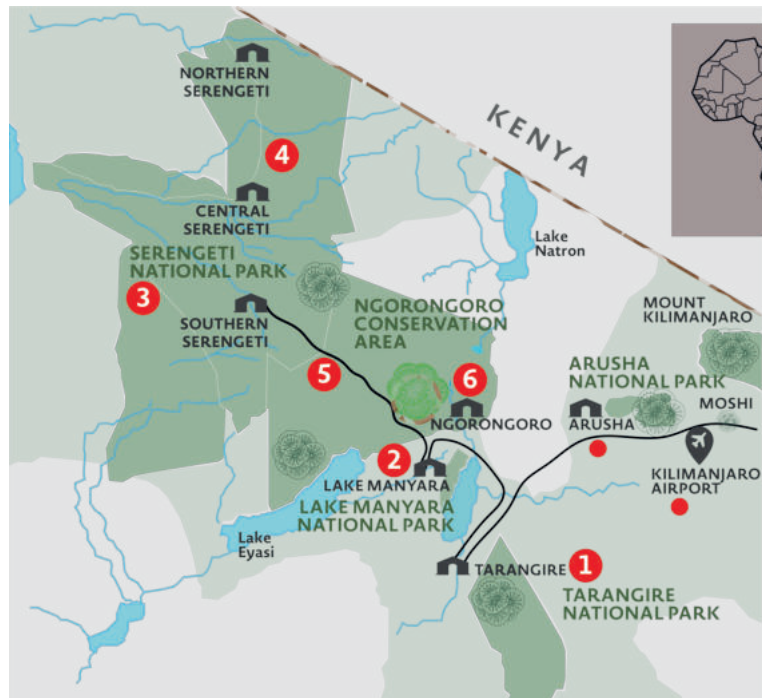 NORTHERN
SERENGETI
KENYA
4
CENTRAL
SERENGETI
Lake
Natron
SERENGETI
NATIONAL PARK
3
SOUTHERN
SERENGETI
NGORONGORO
CONSERVATION
AREA
MOUNT
KILIMANJARO
5
6
ARUSHA
NATIONAL PARK
NGORONGORO
ARUSHA
MOSHI
2
LAKE MANYARA
LAKE MANYARA
NATIONAL PARK
KILIMANJARO
AIRPORT
Lake
Eyasi
TARANGIRE
1
TARANGIRE
NATIONAL PARK